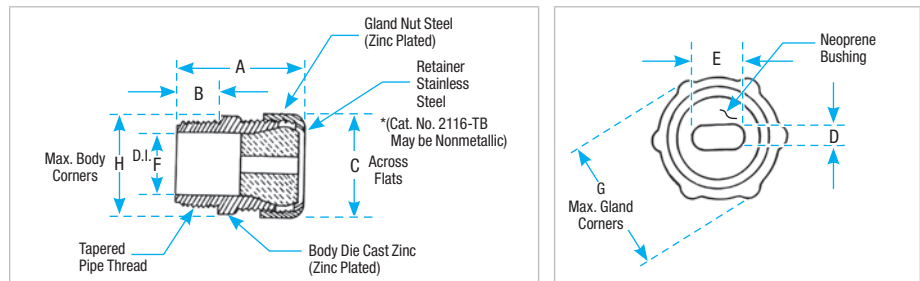 Gland Nut Steel
(Zinc Plated)
A
Retainer
Stainless
Steel
B
*(Cat. No. 2116-TB
May be Nonmetallic)
Max. Body
Corners
H
D.I.
F
C
Across
Flats
Tapered
Pipe Thread
Body Die Cast Zinc
(Zinc Plated)
Neoprene
Bushing
E
D
G
Max. Gland
Corners